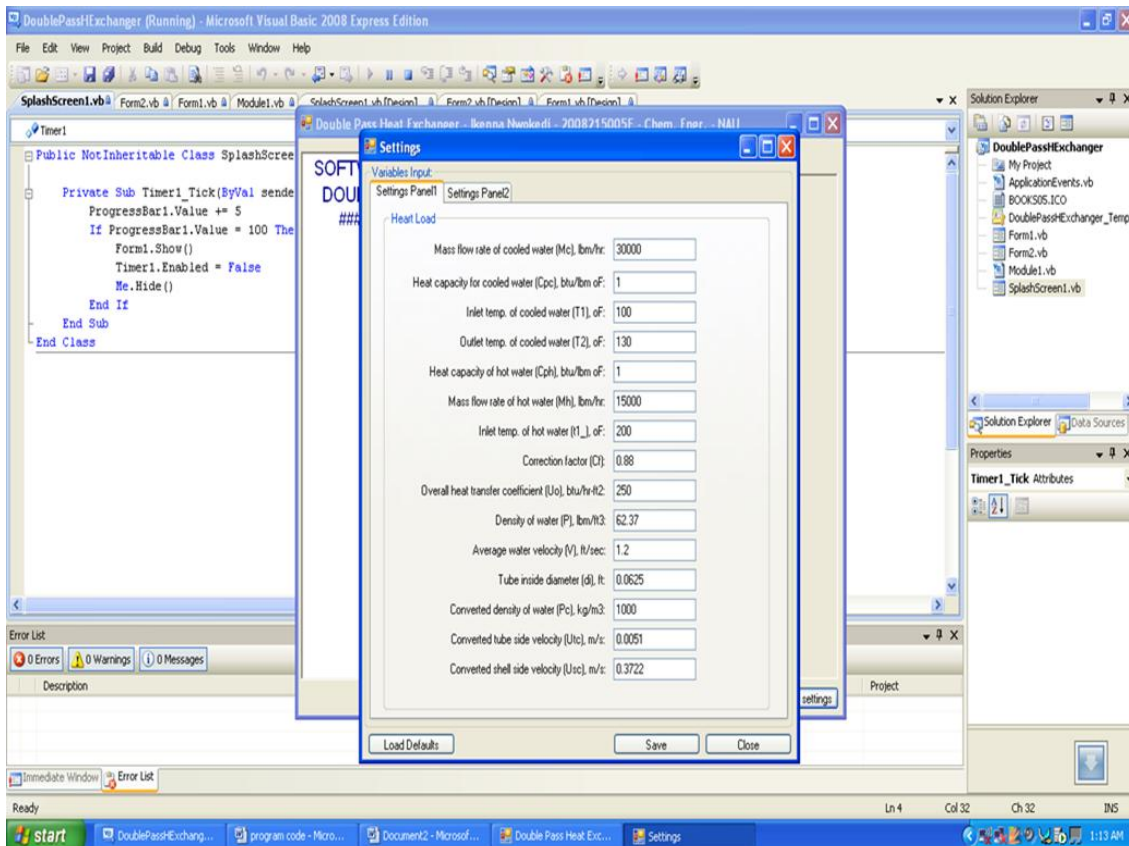 DoublePassHExchanger (Running) - Microsoft Visual Basic 2008 Express Edition
File Edit View Project Build Debug Tools Window Help
SplashScreen1.vb Form2.vb Form1.vb Module1.vb SplashScreen1.vb [Design] Form2.vb [Design] Form1.vb [Design]
Timer1
Public NotInheritable Class SplashScree
Private Sub Timer1_Tick(ByVal sende
ProgressBar1.Value += 5
If ProgressBar1.Value = 100 The
Form1.Show()
Timer1.Enabled = False
Me.Hide()
End If
End Sub
End Class
Double Pass Heat Exchanger - Ikenna Nwokedi - 2008215005F - Chem. Engr. - NAU
SOFTW
DOUB
###
settings
Settings
Variables Input:
Settings Panel1 Settings Panel2
Heart Load
Mass flow rate of cooled water (Mc), lbm/hr: 30000
Heat capacity for cooled water (Cpc), btu/lbm oF: 1
Inlet temp. of cooled water (T1), oF: 100
Outlet temp. of cooled water (T2), oF: 130
Heat capacity of hot water (Cph), btu/lbm oF: 1
Mass flow rate of hot water (Mh), lbm/hr: 15000
Inlet temp. of hot water (t1_), oF: 200
Correction factor (Cf): 0.88
Overall heat transfer coefficient (Uo), btu/hr-ft2: 250
Density of water (P), lbm/ft3: 62.37
Average water velocity (V), ft/sec: 1.2
Tube inside diameter (di), ft: 0.0625
Converted density of water (Pc), kg/m3: 1000
Converted tube side velocity (Utc), m/s: 0.0051
Converted shell side velocity (Usc), m/s: 0.3722
Load Defaults Save Close
Solution Explorer
DoublePassHExchanger
My Project
ApplicationEvents.vb
BOOKS05.ICO
DoublePassHExchanger_Temp
Form1.vb
Form2.vb
Module1.vb
SplashScreen1.vb
Solution Explorer Data Sources
Properties
Timer1_Tick Attributes
Error List
0 Errors 0 Warnings 0 Messages
Description Project
Immediate Window Error List
Ready Ln 4 Col 32 Ch 32 INS
start DoublePassHExchang... program code - Micro... Document2 - Microsof... Double Pass Heat Exc... Settings 1:13 AM